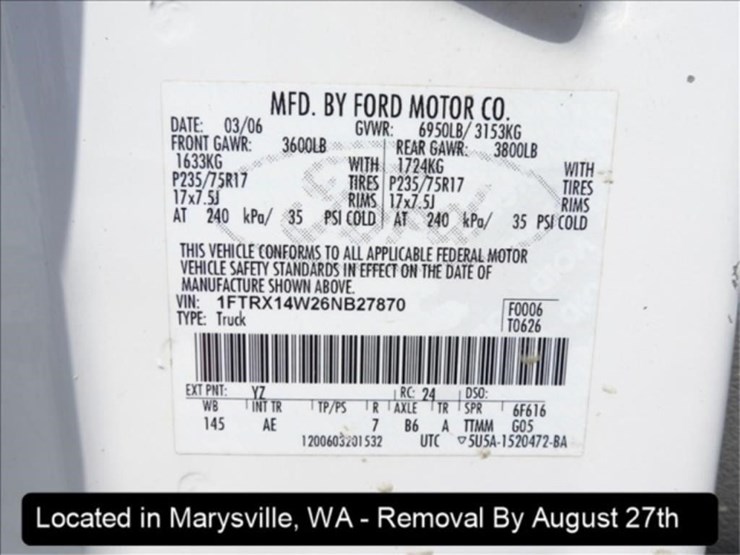 MFD. BY FORD MOTOR CO.
DATE: 03/06 GVWR: 6950LB/ 3153KG
FRONT GAWR: 3600LB REAR GAWR: 3800LB
1633KG WITH 1724KG WITH
P235/75R17 TIRES P235/75R17 TIRES
17x7.5J RIMS 17x7.5J RIMS
AT 240 kPa/ 35 PSI COLD AT 240 kPa/ 35 PSI COLD
THIS VEHICLE CONFORMS TO ALL APPLICABLE FEDERAL MOTOR
VEHICLE SAFETY STANDARDS IN EFFECT ON THE DATE OF
MANUFACTURE SHOWN ABOVE.
VIN: 1FTRX14W26NB27870 F0006
TYPE: Truck T0626
EXT PNT: YZ RC: 24 DSO:
WB INT TR TP/PS R AXLE TR SPR 6F616
145 AE 7 B6 A TTMM G05
1200603201532 UTC ▽5U5A-1520472-BA
Located in Marysville, WA - Removal By August 27th